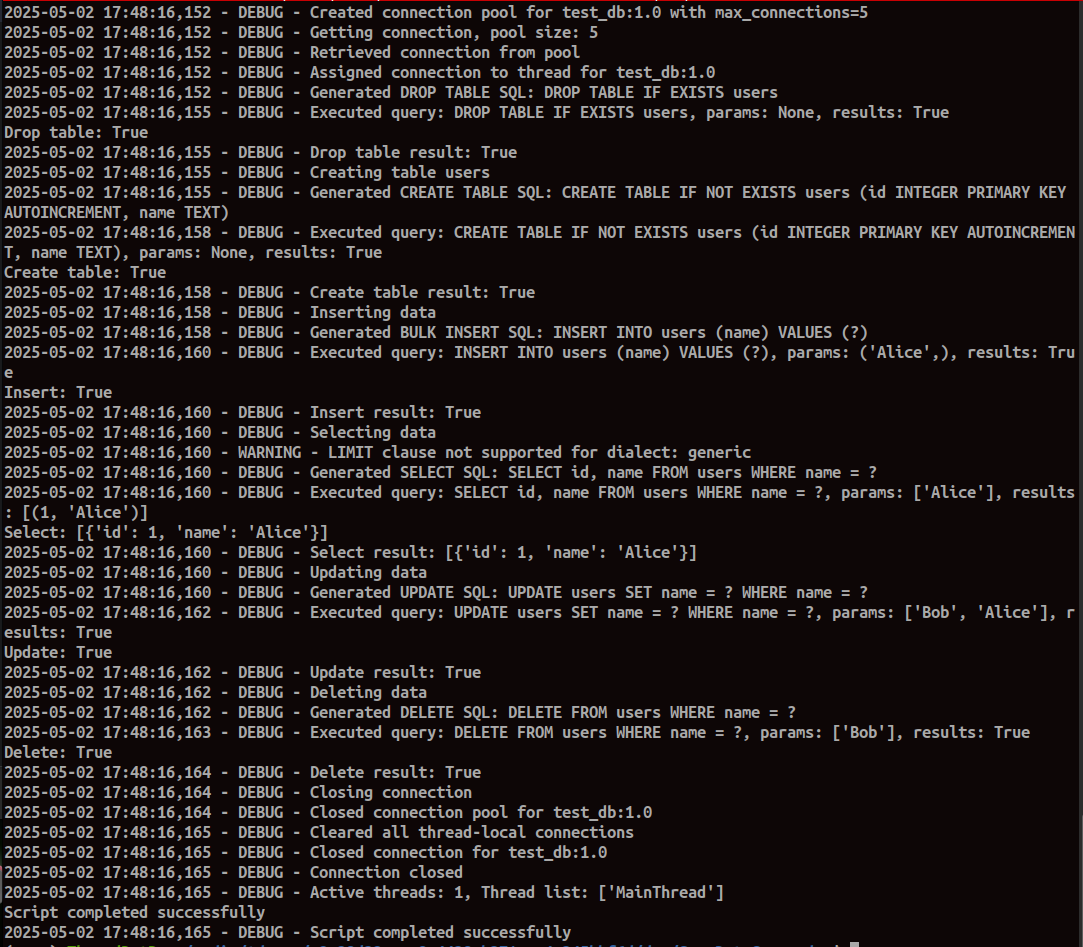 2025-05-02 17:48:16,152 - DEBUG - Created connection pool for test_db:1.0 with max_connections=5
2025-05-02 17:48:16,152 - DEBUG - Getting connection, pool size: 5
2025-05-02 17:48:16,152 - DEBUG - Retrieved connection from pool
2025-05-02 17:48:16,152 - DEBUG - Assigned connection to thread for test_db:1.0
2025-05-02 17:48:16,152 - DEBUG - Generated DROP TABLE SQL: DROP TABLE IF EXISTS users
2025-05-02 17:48:16,155 - DEBUG - Executed query: DROP TABLE IF EXISTS users, params: None, results: True
Drop table: True
2025-05-02 17:48:16,155 - DEBUG - Drop table result: True
2025-05-02 17:48:16,155 - DEBUG - Creating table users
2025-05-02 17:48:16,155 - DEBUG - Generated CREATE TABLE SQL: CREATE TABLE IF NOT EXISTS users (id INTEGER PRIMARY KEY
AUTOINCREMENT, name TEXT)
2025-05-02 17:48:16,158 - DEBUG - Executed query: CREATE TABLE IF NOT EXISTS users (id INTEGER PRIMARY KEY AUTOINCREMEN
T, name TEXT), params: None, results: True
Create table: True
2025-05-02 17:48:16,158 - DEBUG - Create table result: True
2025-05-02 17:48:16,158 - DEBUG - Inserting data
2025-05-02 17:48:16,158 - DEBUG - Generated BULK INSERT SQL: INSERT INTO users (name) VALUES (?)
2025-05-02 17:48:16,160 - DEBUG - Executed query: INSERT INTO users (name) VALUES (?), params: ('Alice',), results: Tru
e
Insert: True
2025-05-02 17:48:16,160 - DEBUG - Insert result: True
2025-05-02 17:48:16,160 - DEBUG - Selecting data
2025-05-02 17:48:16,160 - WARNING - LIMIT clause not supported for dialect: generic
2025-05-02 17:48:16,160 - DEBUG - Generated SELECT SQL: SELECT id, name FROM users WHERE name = ?
2025-05-02 17:48:16,160 - DEBUG - Executed query: SELECT id, name FROM users WHERE name = ?, params: ['Alice'], results
: [(1, 'Alice')]
Select: [{'id': 1, 'name': 'Alice'}]
2025-05-02 17:48:16,160 - DEBUG - Select result: [{'id': 1, 'name': 'Alice'}]
2025-05-02 17:48:16,160 - DEBUG - Updating data
2025-05-02 17:48:16,160 - DEBUG - Generated UPDATE SQL: UPDATE users SET name = ? WHERE name = ?
2025-05-02 17:48:16,162 - DEBUG - Executed query: UPDATE users SET name = ? WHERE name = ?, params: ['Bob', 'Alice'], r
esults: True
Update: True
2025-05-02 17:48:16,162 - DEBUG - Update result: True
2025-05-02 17:48:16,162 - DEBUG - Deleting data
2025-05-02 17:48:16,162 - DEBUG - Generated DELETE SQL: DELETE FROM users WHERE name = ?
2025-05-02 17:48:16,163 - DEBUG - Executed query: DELETE FROM users WHERE name = ?, params: ['Bob'], results: True
Delete: True
2025-05-02 17:48:16,164 - DEBUG - Delete result: True
2025-05-02 17:48:16,164 - DEBUG - Closing connection
2025-05-02 17:48:16,164 - DEBUG - Closed connection pool for test_db:1.0
2025-05-02 17:48:16,165 - DEBUG - Cleared all thread-local connections
2025-05-02 17:48:16,165 - DEBUG - Closed connection for test_db:1.0
2025-05-02 17:48:16,165 - DEBUG - Connection closed
2025-05-02 17:48:16,165 - DEBUG - Active threads: 1, Thread list: ['MainThread']
Script completed successfully
2025-05-02 17:48:16,165 - DEBUG - Script completed successfully